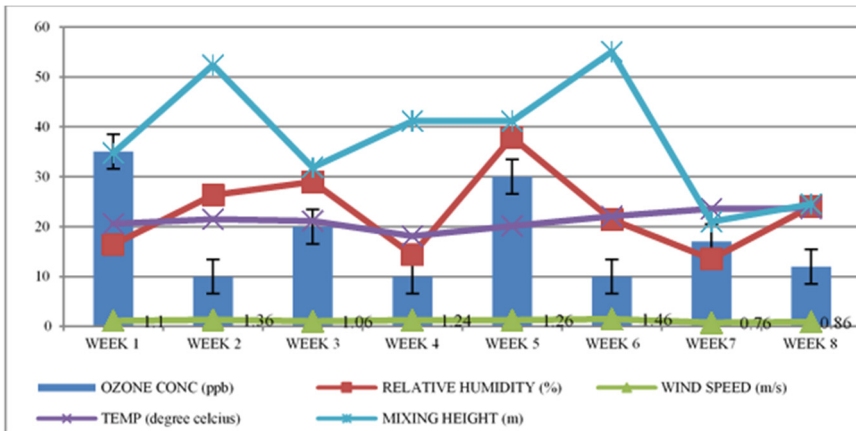 60
50
40
30
20
10
0
1.1 1.36 1.06 1.24 1.26 1.46 0.76 0.86
WEEK 1 WEEK 2 WEEK 3 WEEK 4 WEEK 5 WEEK 6 WEEK7 WEEK 8
OZONE CONC (ppb) RELATIVE HUMIDITY (%) WIND SPEED (m/s)
TEMP (degree celcius) MIXING HEIGHT (m)